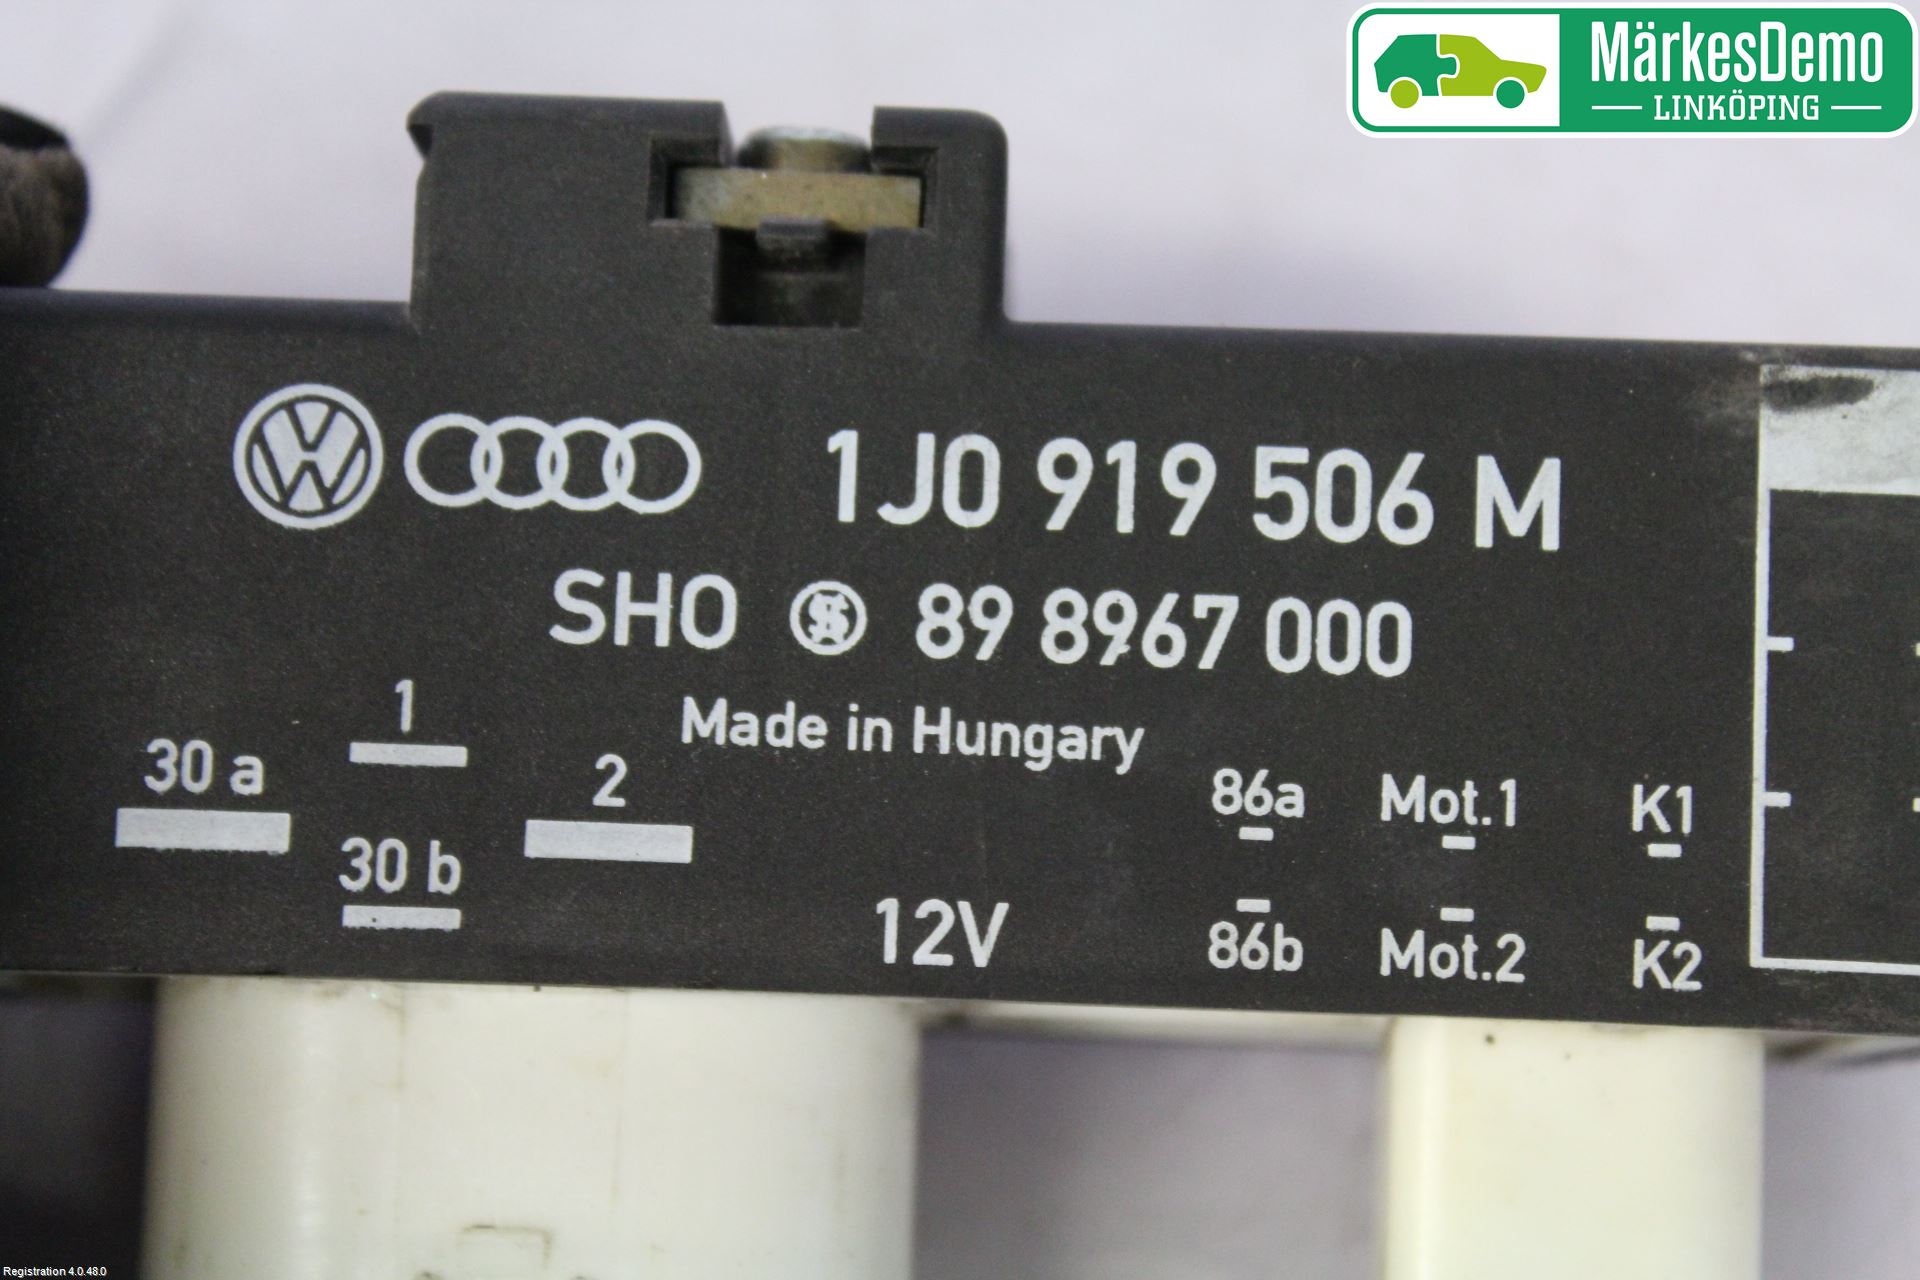 MärkesDemo
LINKÖPING
1J0 919 506 M
SHO 89 8967 000
Made in Hungary
1
30 a
2
30 b
12V
86a Mot.1 K1
86b Mot.2 K2
Registration 4.0.48.0